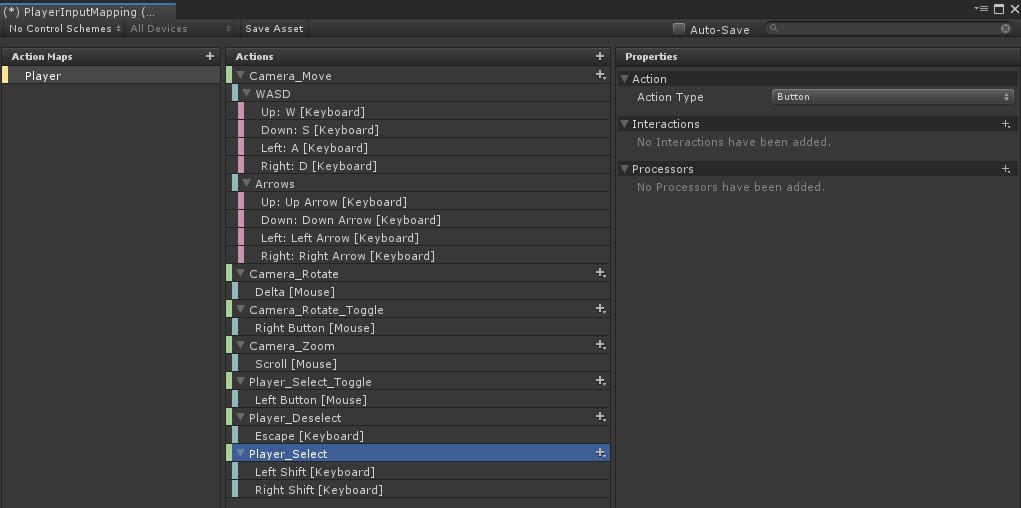 (*) PlayerInputMapping (...
No Control Schemes All Devices Save Asset Auto-Save
Action Maps +
Player
Actions +
Camera_Move
WASD
Up: W [Keyboard]
Down: S [Keyboard]
Left: A [Keyboard]
Right: D [Keyboard]
Arrows
Up: Up Arrow [Keyboard]
Down: Down Arrow [Keyboard]
Left: Left Arrow [Keyboard]
Right: Right Arrow [Keyboard]
Camera_Rotate
Delta [Mouse]
Camera_Rotate_Toggle
Right Button [Mouse]
Camera_Zoom
Scroll [Mouse]
Player_Select_Toggle
Left Button [Mouse]
Player_Deselect
Escape [Keyboard]
Player_Select
Left Shift [Keyboard]
Right Shift [Keyboard]
Properties
Action
Action Type Button
Interactions
No Interactions have been added.
Processors
No Processors have been added.